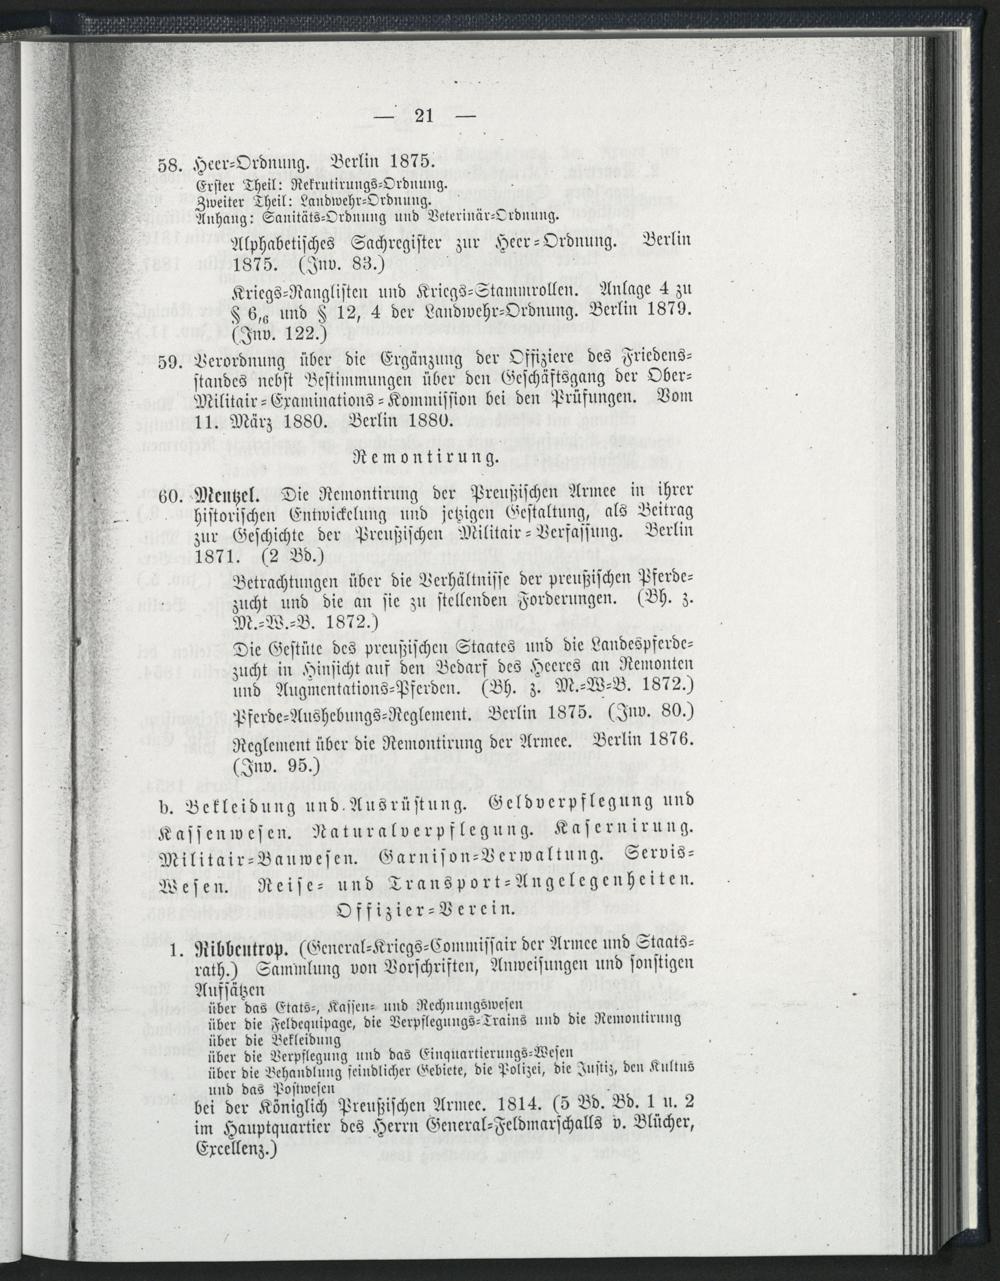 — 21 —
58. Heer-Ordnung. Berlin 1875.
Erster Theil: Rekrutirungs-Ordnung.
Zweiter Theil: Landwehr-Ordnung.
Anhang: Sanitäts-Ordnung und Veterinär-Ordnung.
Alphabetisches Sachregister zur Heer-Ordnung. Berlin
1875. (Inv. 83.)
Kriegs-Ranglisten und Kriegs-Stammrollen. Anlage 4 zu
§ 6,6 und § 12, 4 der Landwehr-Ordnung. Berlin 1879.
(Inv. 122.)
59. Verordnung über die Ergänzung der Offiziere des Friedens-
standes nebst Bestimmungen über den Geschäftsgang der Ober-
Militair-Examinations-Kommission bei den Prüfungen. Vom
11. März 1880. Berlin 1880.
Remontirung.
60. Mentzel. Die Remontirung der Preußischen Armee in ihrer
historischen Entwickelung und jetzigen Gestaltung, als Beitrag
zur Geschichte der Preußischen Militair-Verfassung. Berlin
1871. (2 Bd.)
Betrachtungen über die Verhältnisse der preußischen Pferde-
zucht und die an sie zu stellenden Forderungen. (Bh. z.
M.-W.-B. 1872.)
Die Gestüte des preußischen Staates und die Landespferde-
zucht in Hinsicht auf den Bedarf des Heeres an Remonten
und Augmentations-Pferden. (Bh. z. M.-W-B. 1872.)
Pferde-Aushebungs-Reglement. Berlin 1875. (Inv. 80.)
Reglement über die Remontirung der Armee. Berlin 1876.
(Inv. 95.)
b. Bekleidung und Ausrüstung. Geldverpflegung und
Kassenwesen. Naturalverpflegung. Kasernirung.
Militair-Bauwesen. Garnison-Verwaltung. Servis-
Wesen. Reise- und Transport-Angelegenheiten.
Offizier-Verein.
1. Ribbentrop. (General-Kriegs-Commissair der Armee und Staats-
rath.) Sammlung von Vorschriften, Anweisungen und sonstigen
Aufsätzen
über das Etats-, Kassen- und Rechnungswesen
über die Feldequipage, die Verpflegungs-Trains und die Remontirung
über die Bekleidung
über die Verpflegung und das Einquartierungs-Wesen
über die Behandlung feindlicher Gebiete, die Polizei, die Justiz, den Kultus
und das Postwesen
bei der Königlich Preußischen Armee. 1814. (5 Bd. Bd. 1 u. 2
im Hauptquartier des Herrn General-Feldmarschalls v. Blücher,
Excellenz.)